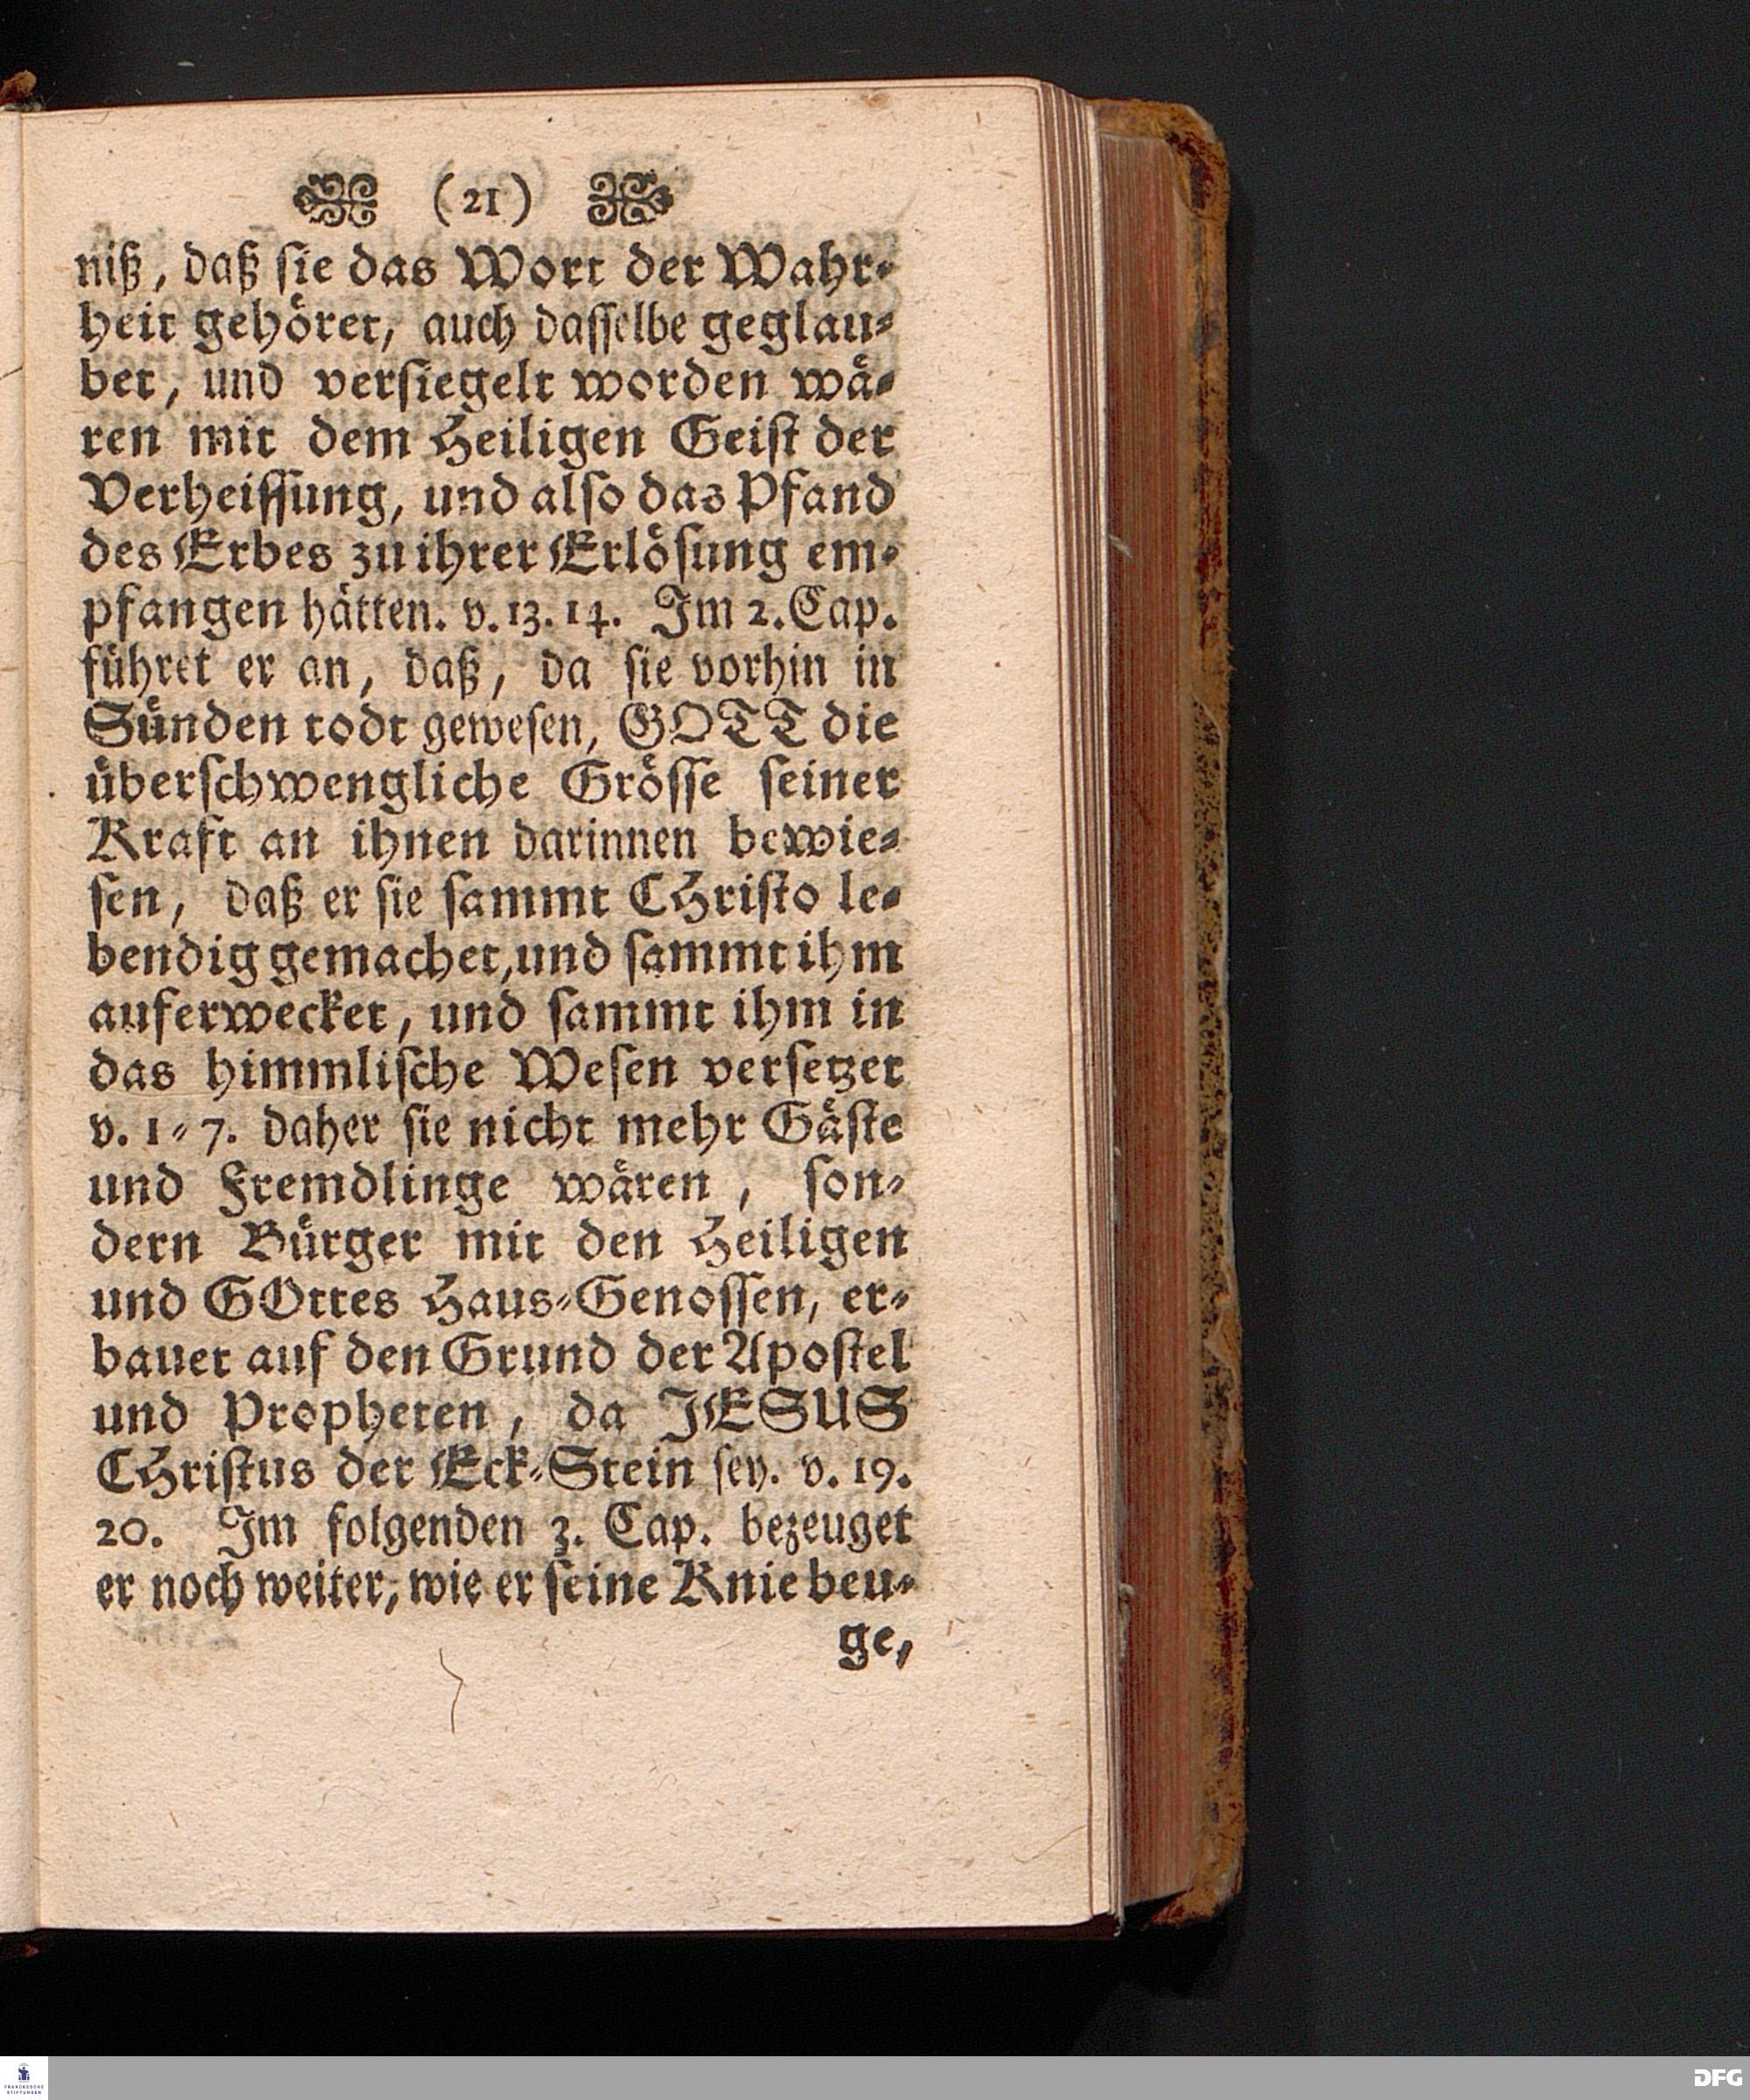 (21)
niß, daß sie das Wort der Wahr-
heit gehöret, auch dasselbe geglau-
bet, und versiegelt worden wä-
ren mit dem Heiligen Geist der
Verheissung, und also das Pfand
des Erbes zu ihrer Erlösung em-
pfangen hätten. v. 13. 14. Im 2. Cap.
führet er an, daß, da sie vorhin in
Sünden todt gewesen, GOTT die
überschwengliche Grösse seiner
Kraft an ihnen darinnen bewie-
sen, daß er sie sammt CHristo le-
bendig gemachet, und sammt ihm
auferwecket, und sammt ihm in
das himmlische Wesen versetzet
v. 1-7. daher sie nicht mehr Gäste
und Fremdlinge wären, son-
dern Bürger mit den Heiligen
und GOttes Haus-Genossen, er-
bauet auf den Grund der Apostel
und Propheten, da JESUS
CHristus der Eck-Stein sey. v. 19.
20. Im folgenden 3. Cap. bezeuget
er noch weiter, wie er seine Knie beu-
ge,
FRANCKESCHE
STIFTUNGEN
DFG